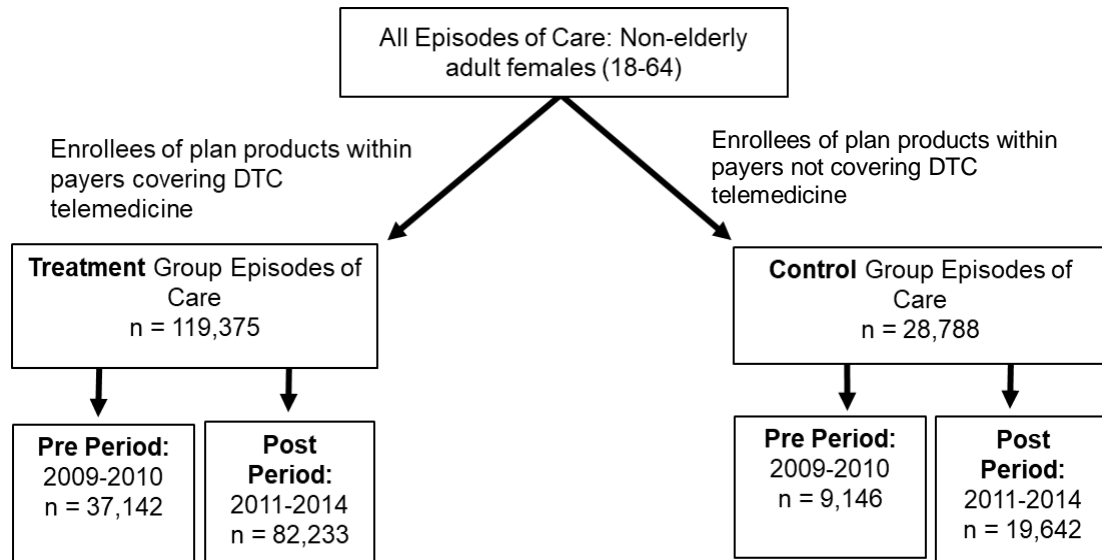 All Episodes of Care: Non-elderly
adult females (18-64)
Enrollees of plan products within
payers covering DTC
telemedicine
Enrollees of plan products within
payers not covering DTC
telemedicine
Treatment Group Episodes of
Care
n = 119,375
Control Group Episodes of
Care
n = 28,788
Pre Period:
2009-2010
n = 37,142
Post
Period:
2011-2014
n = 82,233
Pre Period:
2009-2010
n = 9,146
Post
Period:
2011-2014
n = 19,642